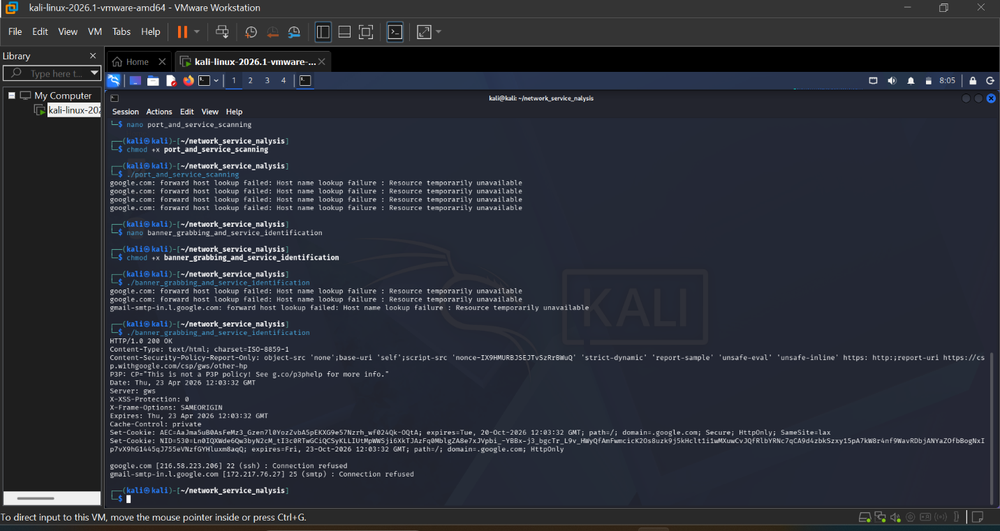 kali-linux-2026.1-vmware-amd64 - VMware Workstation
File Edit View VM Tabs Help
Library
Home
kali-linux-2026.1-vmware-...
Type here t...
1 2 3 4
8:05
My Computer
kali-linux-202
kali@kali: ~/network_service_nalysis
Session Actions Edit View Help
└─$ nano port_and_service_scanning
┌──(kali㉿kali)-[~/network_service_nalysis]
└─$ chmod +x port_and_service_scanning
┌──(kali㉿kali)-[~/network_service_nalysis]
└─$ ./port_and_service_scanning
google.com: forward host lookup failed: Host name lookup failure : Resource temporarily unavailable
google.com: forward host lookup failed: Host name lookup failure : Resource temporarily unavailable
google.com: forward host lookup failed: Host name lookup failure : Resource temporarily unavailable
google.com: forward host lookup failed: Host name lookup failure : Resource temporarily unavailable
┌──(kali㉿kali)-[~/network_service_nalysis]
└─$ nano banner_grabbing_and_service_identification
┌──(kali㉿kali)-[~/network_service_nalysis]
└─$ chmod +x banner_grabbing_and_service_identification
┌──(kali㉿kali)-[~/network_service_nalysis]
└─$ ./banner_grabbing_and_service_identification
google.com: forward host lookup failed: Host name lookup failure : Resource temporarily unavailable
google.com: forward host lookup failed: Host name lookup failure : Resource temporarily unavailable
gmail-smtp-in.l.google.com: forward host lookup failed: Host name lookup failure : Resource temporarily unavailable
KALI
┌──(kali㉿kali)-[~/network_service_nalysis]
└─$ ./banner_grabbing_and_service_identification
HTTP/1.0 200 OK
Content-Type: text/html; charset=ISO-8859-1
Content-Security-Policy-Report-Only: object-src 'none';base-uri 'self';script-src 'nonce-IX9HMURBJSEJTvSzRrBWuQ' 'strict-dynamic' 'report-sample' 'unsafe-eval' 'unsafe-inline' https: http:;report-uri https://cs
p.withgoogle.com/csp/gws/other-hp
P3P: CP="This is not a P3P policy! See g.co/p3phelp for more info."
Date: Thu, 23 Apr 2026 12:03:32 GMT
Server: gws
X-XSS-Protection: 0
X-Frame-Options: SAMEORIGIN
Expires: Thu, 23 Apr 2026 12:03:32 GMT
Cache-Control: private
Set-Cookie: AEC=AaJma5uB0AsFeMz3_Gzen7l0YozZvbA5pEKXG9e57Nzrh_wf024Qk-OQtA; expires=Tue, 20-Oct-2026 12:03:32 GMT; path=/; domain=.google.com; Secure; HttpOnly; SameSite=lax
Set-Cookie: NID=530=Ln0IQXWde6Qw3byN2cM_tI3c0RTwGCiQCSyKLLIUtMpWWSji6XkTJAzFq0MblgZA8e7xJVpbi_-YBBx-j3_bgcTr_L9v_HWyQfAmFwmcicK2Os8uzk9j5kHclt1i1wMXuwCvJQfRlbYRNc7qCA9d4zbkSzxy15pA7kW8r4nf9WavRDbjANYaZOfbBogNxI
p7vX9hG1445qJ755eVNzfGYHluxm8aqQ; expires=Fri, 23-Oct-2026 12:03:32 GMT; path=/; domain=.google.com; HttpOnly
google.com [216.58.223.206] 22 (ssh) : Connection refused
gmail-smtp-in.l.google.com [172.217.76.27] 25 (smtp) : Connection refused
┌──(kali㉿kali)-[~/network_service_nalysis]
└─$
To direct input to this VM, move the mouse pointer inside or press Ctrl+G.